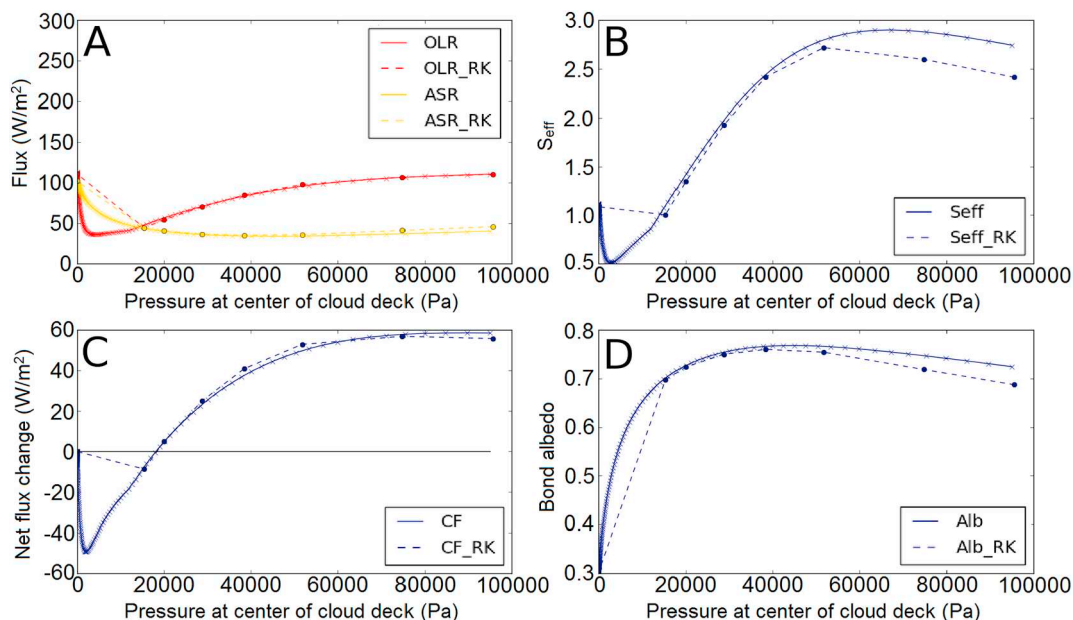 A
300
250
200
150
100
50
0
Flux (W/m²)
OLR
OLR_RK
ASR
ASR_RK
0 20000 40000 60000 80000 100000
Pressure at center of cloud deck (Pa)
B
3.0
2.5
2.0
1.5
1.0
0.5
Seff
Seff
Seff_RK
0 20000 40000 60000 80000 100000
Pressure at center of cloud deck (Pa)
C
60
40
20
0
-20
-40
-60
Net flux change (W/m²)
CF
CF_RK
0 20000 40000 60000 80000 100000
Pressure at center of cloud deck (Pa)
D
0.8
0.7
0.6
0.5
0.4
0.3
Bond albedo
Alb
Alb_RK
0 20000 40000 60000 80000 100000
Pressure at center of cloud deck (Pa)